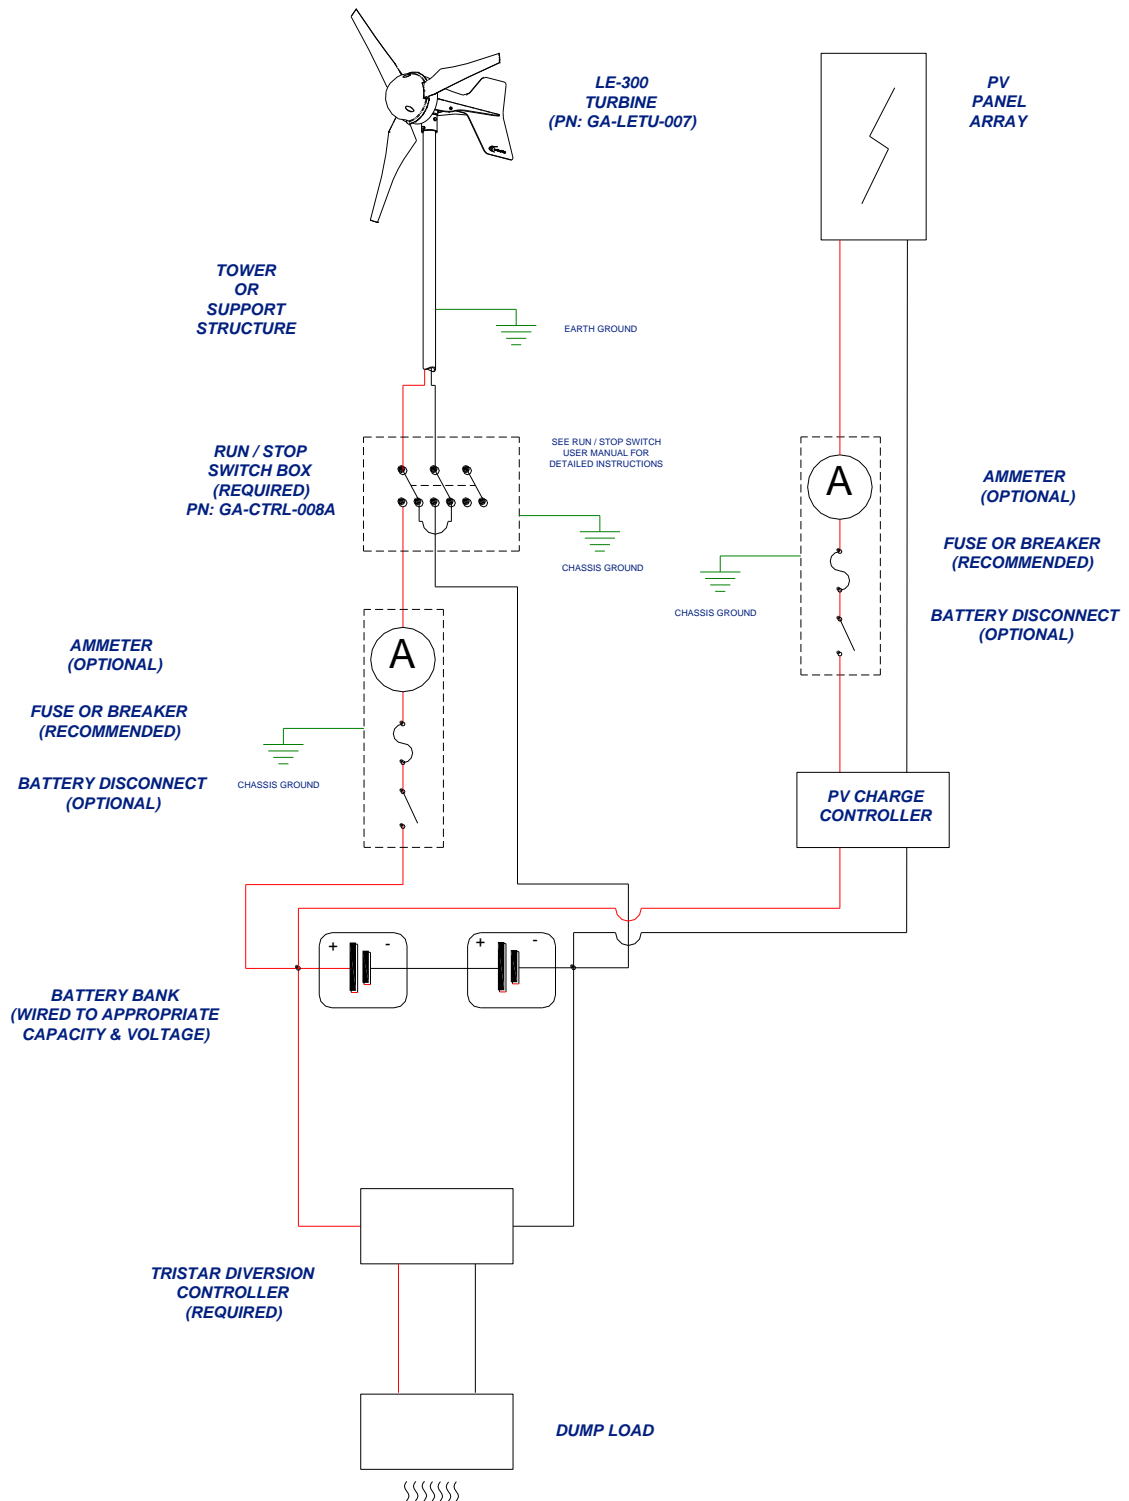 LE-300
TURBINE
(PN: GA-LETU-007)
PV
PANEL
ARRAY
TOWER
OR
SUPPORT
STRUCTURE
EARTH GROUND
RUN / STOP
SWITCH BOX
(REQUIRED)
PN: GA-CTRL-008A
SEE RUN / STOP SWITCH
USER MANUAL FOR
DETAILED INSTRUCTIONS
CHASSIS GROUND
A
AMMETER
(OPTIONAL)
FUSE OR BREAKER
(RECOMMENDED)
BATTERY DISCONNECT
(OPTIONAL)
CHASSIS GROUND
AMMETER
(OPTIONAL)
A
FUSE OR BREAKER
(RECOMMENDED)
BATTERY DISCONNECT
(OPTIONAL)
CHASSIS GROUND
PV CHARGE
CONTROLLER
+ -
+ -
BATTERY BANK
(WIRED TO APPROPRIATE
CAPACITY & VOLTAGE)
TRISTAR DIVERSION
CONTROLLER
(REQUIRED)
DUMP LOAD